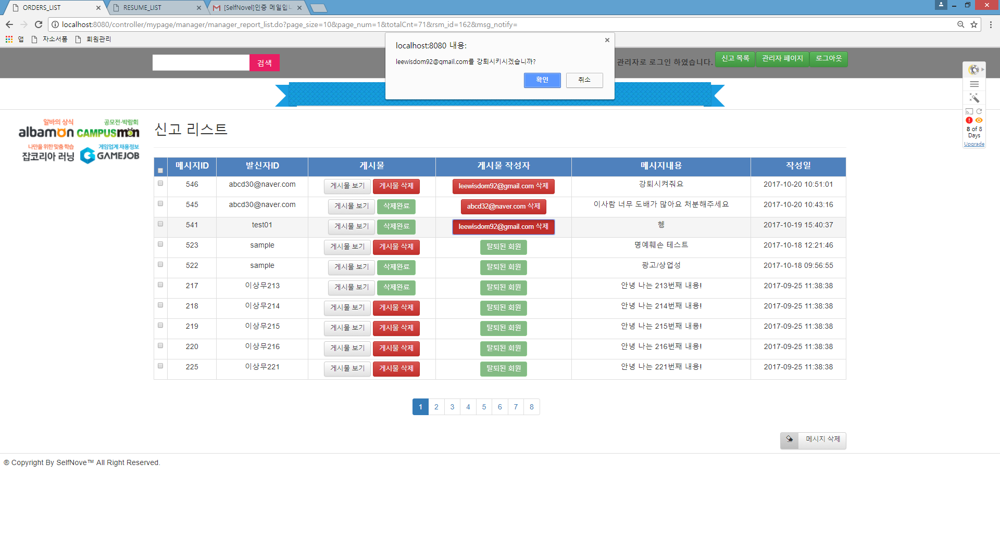 ORDERS_LIST
RESUME_LIST
[SelfNovel]인증 메일입니
localhost:8080/controller/mypage/manager/manager_report_list.do?page_size=10&page_num=1&totalCnt=71&rsm_id=162&msg_notify=
앱 자소서폼 회원관리
localhost:8080 내용:
leewisdom92@gmail.com을 강퇴시키시겠습니까?
확인 취소
검색
관리자로 로그인 하였습니다. 신고 목록 관리자 페이지 로그아웃
8 of 8
Days
Upgrade
알바의 상식
albamon
공모전·박람회
CAMPUSmon
나만을 위한 맞춤 학습
잡코리아 러닝
게임업계 채용정보
GAMEJOB
신고 리스트
메시지ID 발신자ID 게시물 게시물 작성자 메시지내용 작성일
546 abcd30@naver.com 게시물 보기 게시물 삭제 leewisdom92@gmail.com 삭제 강퇴시켜줘요 2017-10-20 10:51:01
545 abcd30@naver.com 게시물 보기 삭제완료 abcd32@naver.com 삭제 이사람 너무 도배가 많아요 처분해주세요 2017-10-20 10:43:16
541 test01 게시물 보기 삭제완료 leewisdom92@gmail.com 삭제 헹 2017-10-19 15:40:37
523 sample 게시물 보기 게시물 삭제 탈퇴된 회원 명예훼손 테스트 2017-10-18 12:21:46
522 sample 게시물 보기 삭제완료 탈퇴된 회원 광고/상업성 2017-10-18 09:56:55
217 이상무213 게시물 보기 삭제완료 탈퇴된 회원 안녕 나는 213번째 내용! 2017-09-25 11:38:38
218 이상무214 게시물 보기 게시물 삭제 탈퇴된 회원 안녕 나는 214번째 내용! 2017-09-25 11:38:38
219 이상무215 게시물 보기 게시물 삭제 탈퇴된 회원 안녕 나는 215번째 내용! 2017-09-25 11:38:38
220 이상무216 게시물 보기 게시물 삭제 탈퇴된 회원 안녕 나는 216번째 내용! 2017-09-25 11:38:38
225 이상무221 게시물 보기 게시물 삭제 탈퇴된 회원 안녕 나는 221번째 내용! 2017-09-25 11:38:38
1 2 3 4 5 6 7 8
메시지 삭제
® Copyright By SelfNove™ All Right Reserved.